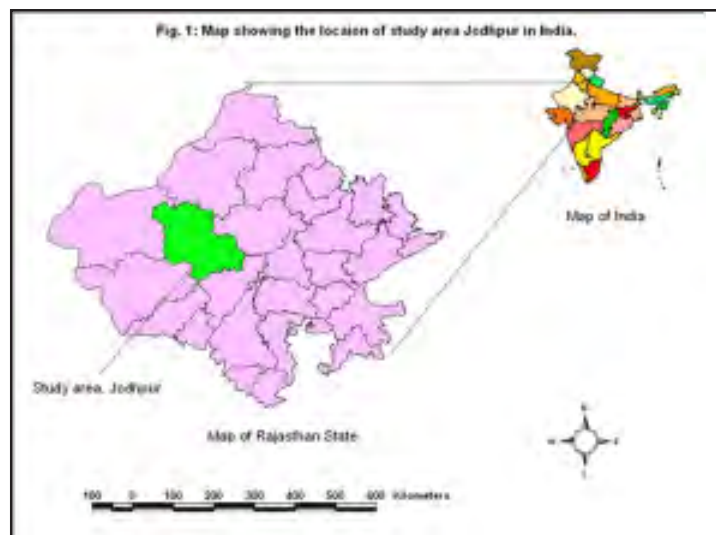 Fig. 1: Map showing the locaion of study area Jodhpur in India.
Map of India
Study area, Jodhpur
Map of Rajasthan State
N
W E
S
100 0 100 200 300 400 500 600 Kilometers